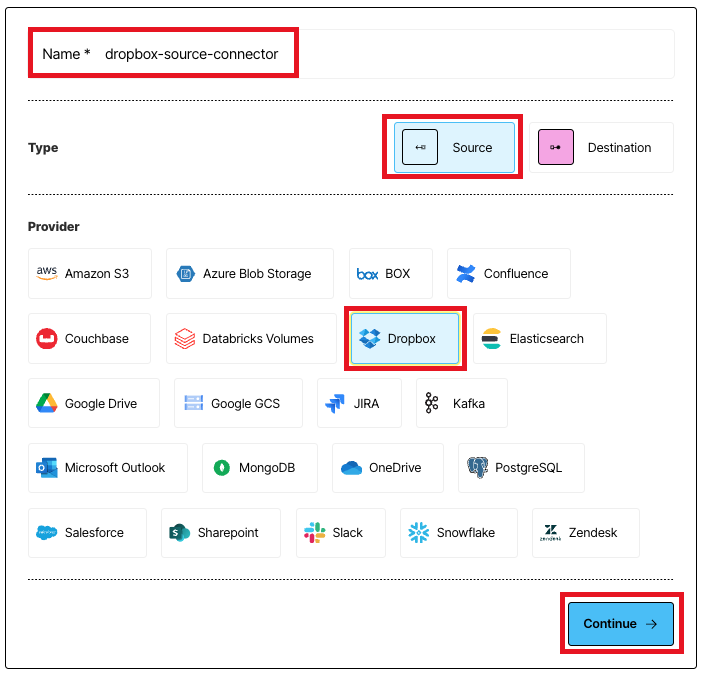 Name * dropbox-source-connector
Type Source Destination
Provider
aws Amazon S3 Azure Blob Storage box BOX Confluence
Couchbase Databricks Volumes Dropbox Elasticsearch
Google Drive Google GCS JIRA Kafka
Microsoft Outlook MongoDB OneDrive PostgreSQL
Salesforce Sharepoint Slack Snowflake zendesk Zendesk
Continue →